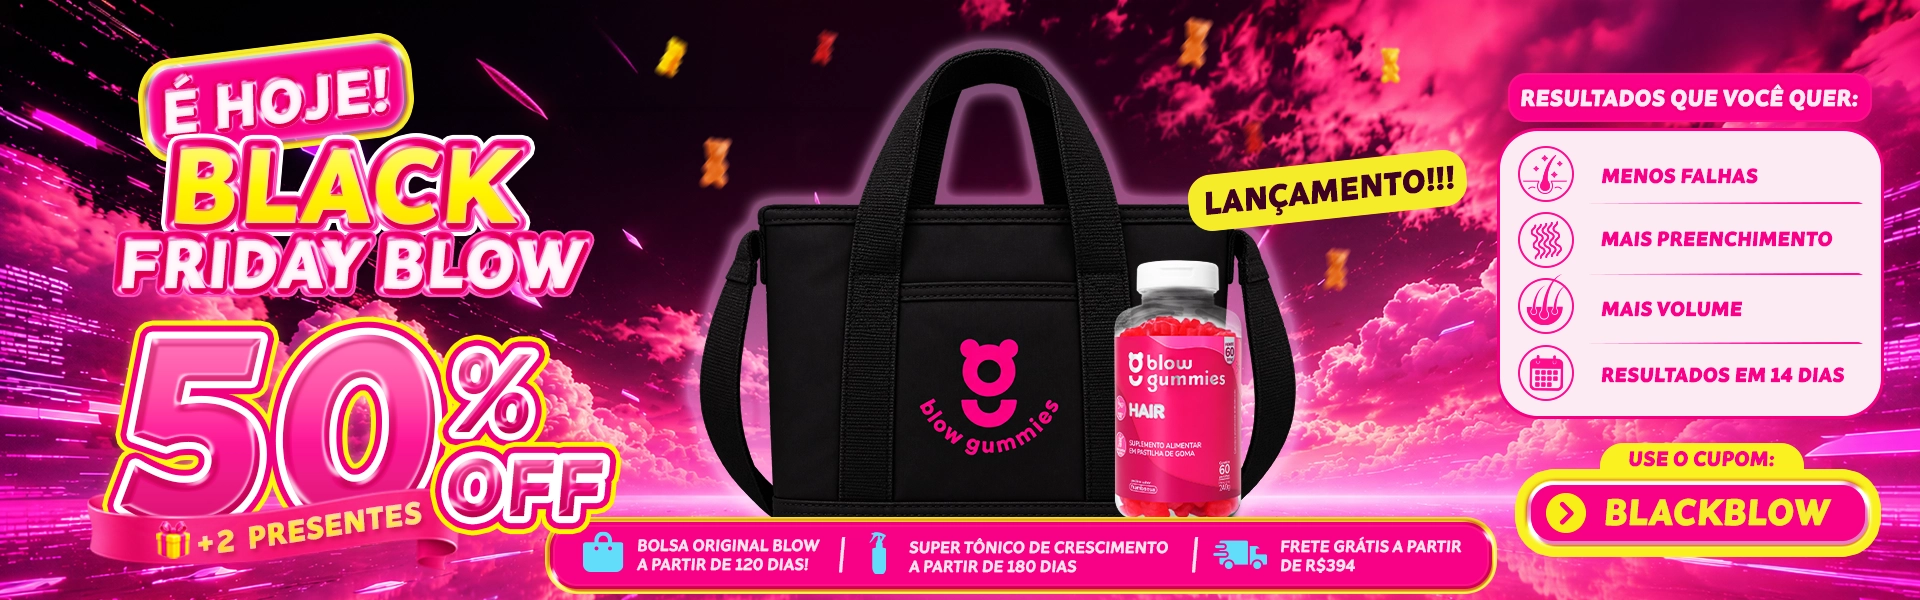 É HOJE!
BLACK
FRIDAY BLOW
50%
OFF
+2 PRESENTES
LANÇAMENTO!!!
blow gummies
blow
gummies
60
HAIR
SUPLEMENTO ALIMENTAR
EM PASTILHA DE GOMA
60
240g
BOLSA ORIGINAL BLOW
A PARTIR DE 120 DIAS!
SUPER TÔNICO DE CRESCIMENTO
A PARTIR DE 180 DIAS
FRETE GRÁTIS A PARTIR
DE R$394
RESULTADOS QUE VOCÊ QUER:
MENOS FALHAS
MAIS PREENCHIMENTO
MAIS VOLUME
RESULTADOS EM 14 DIAS
USE O CUPOM:
BLACKBLOW